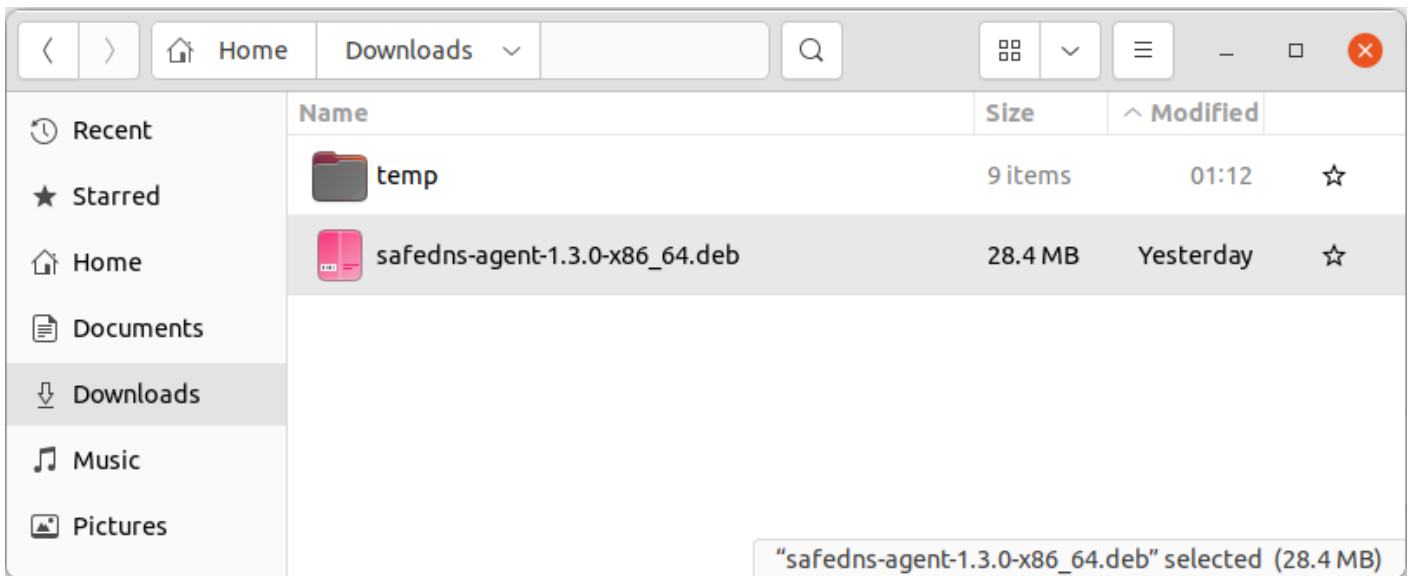 Home Downloads
Recent
Starred
Home
Documents
Downloads
Music
Pictures
Name Size Modified
temp 9 items 01:12
safedns-agent-1.3.0-x86_64.deb 28.4 MB Yesterday
“safedns-agent-1.3.0-x86_64.deb” selected (28.4 MB)